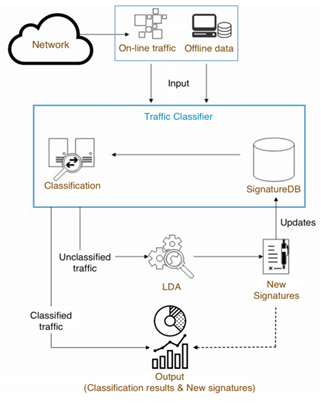 Network
On-line traffic
Offline data
Input
Traffic Classifier
Classification
SignatureDB
Updates
Unclassified
traffic
LDA
New
Signatures
Classified
traffic
Output
(Classification results & New signatures)